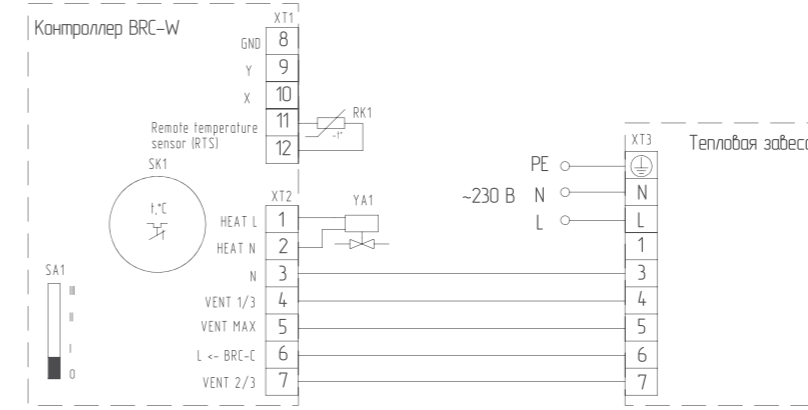 Контроллер BRC-W
XT1
GND 8
Y 9
X 10
Remote temperature
sensor (RTS)
11
12
RK1
-t°
SK1
t,°C
XT2
HEAT L 1
HEAT N 2
N 3
VENT 1/3 4
VENT MAX 5
L <- BRC-C 6
VENT 2/3 7
YA1
SA1
III
II
I
0
XT3
Тепловая завеса
PE
~230 В N N
L L
1
3
4
5
6
7